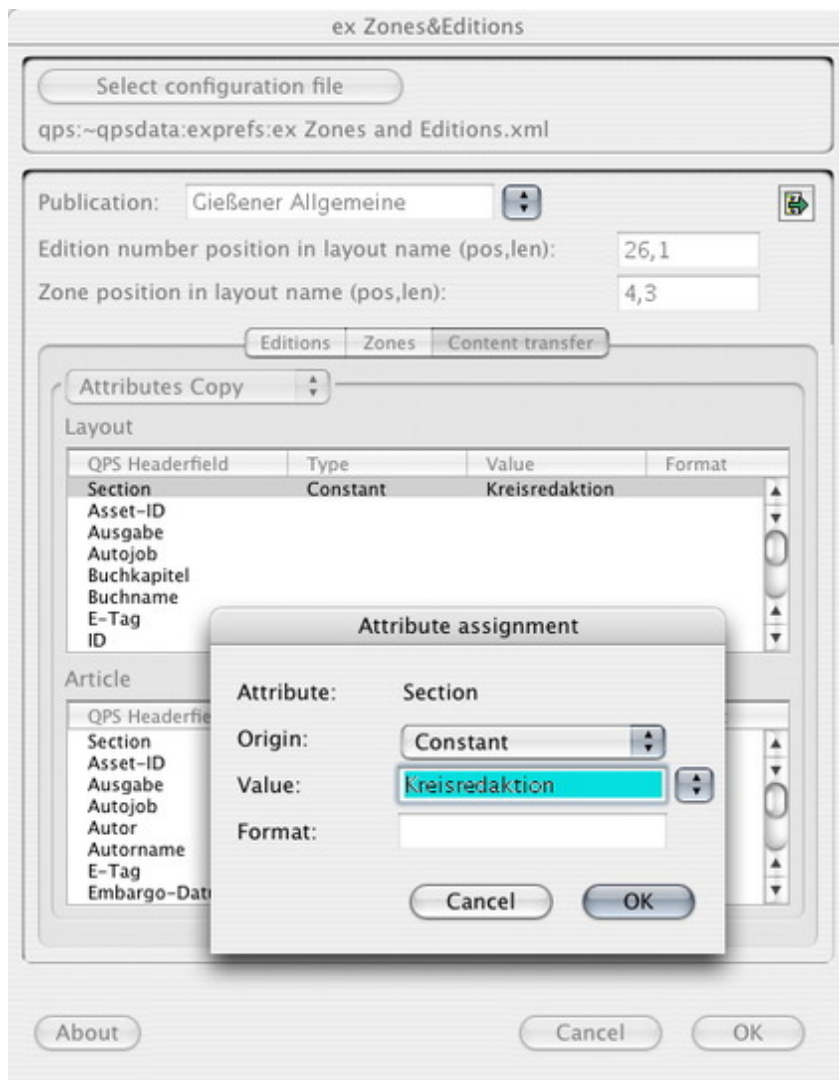 ex Zones&Editions
Select configuration file
qps:~qpsdata:exprefs:ex Zones and Editions.xml
Publication: Gießener Allgemeine
Edition number position in layout name (pos,len): 26,1
Zone position in layout name (pos,len): 4,3
Editions Zones Content transfer
Attributes Copy
Layout
QPS Headerfield Type Value Format
Section Constant Kreisredaktion
Asset-ID
Ausgabe
Autojob
Buchkapitel
Buchname
E-Tag
ID
Article
QPS Headerfie
Section
Asset-ID
Ausgabe
Autojob
Autor
Autorname
E-Tag
Embargo-Dat
Attribute assignment
Attribute: Section
Origin: Constant
Value: Kreisredaktion
Format:
Cancel OK
About Cancel OK